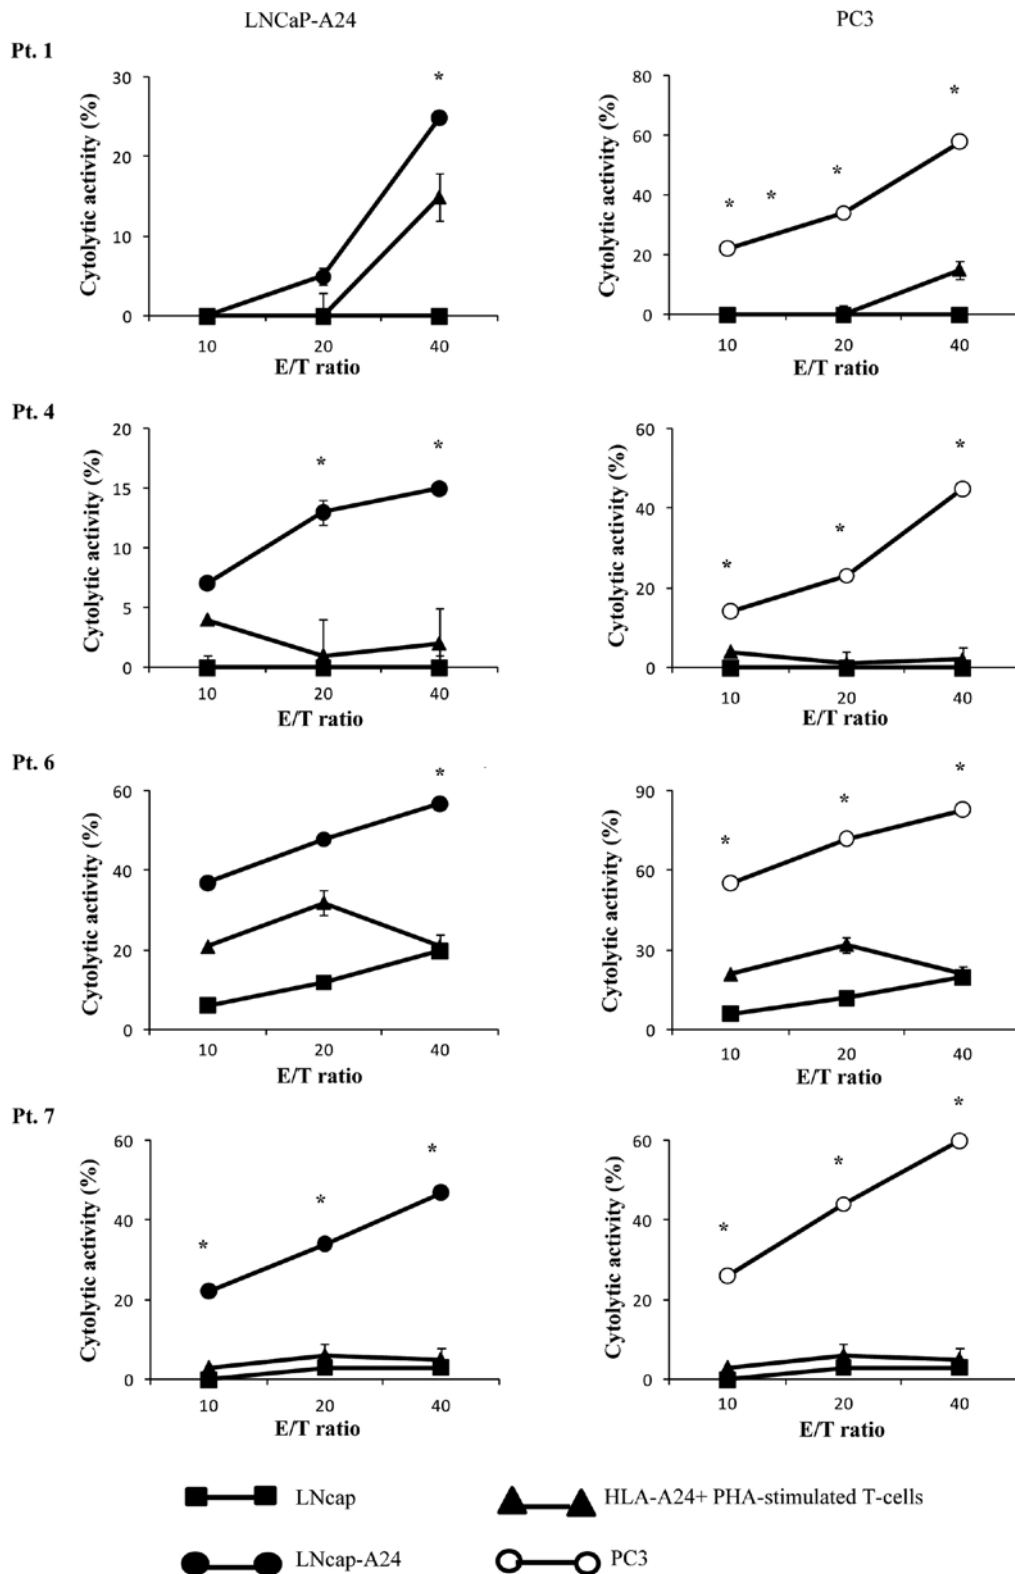 LNCaP-A24 PC3
Pt. 1
Cytolytic activity (%)
30
20
10
0
*
10 20 40
E/T ratio
Cytolytic activity (%)
80
60
40
20
0
* * * *
10 20 40
E/T ratio
Pt. 4
Cytolytic activity (%)
20
15
10
5
0
* *
10 20 40
E/T ratio
Cytolytic activity (%)
60
40
20
0
* * *
10 20 40
E/T ratio
Pt. 6
Cytolytic activity (%)
60
40
20
0
*
10 20 40
E/T ratio
Cytolytic activity (%)
90
60
30
0
* * *
10 20 40
E/T ratio
Pt. 7
Cytolytic activity (%)
60
40
20
0
* * *
10 20 40
E/T ratio
Cytolytic activity (%)
60
40
20
0
* * *
10 20 40
E/T ratio
LNcap HLA-A24+ PHA-stimulated T-cells
LNcap-A24 PC3